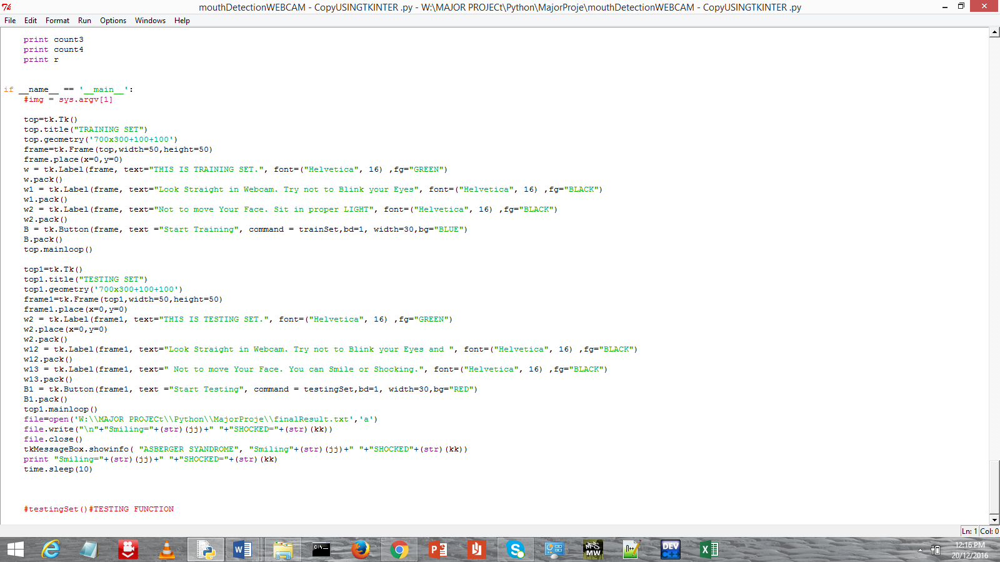 mouthDetectionWEBCAM - CopyUSINGTKINTER .py - W:\MAJOR PROJECt\Python\MajorProje\mouthDetectionWEBCAM - CopyUSINGTKINTER .py
File Edit Format Run Options Windows Help
print count3
print count4
print r
if __name__ == '__main__':
#img = sys.argv[1]
top=tk.Tk()
top.title("TRAINING SET")
top.geometry('700x300+100+100')
frame=tk.Frame(top,width=50,height=50)
frame.place(x=0,y=0)
w = tk.Label(frame, text="THIS IS TRAINING SET.", font=("Helvetica", 16) ,fg="GREEN")
w.pack()
w1 = tk.Label(frame, text="Look Straight in Webcam. Try not to Blink your Eyes", font=("Helvetica", 16) ,fg="BLACK")
w1.pack()
w2 = tk.Label(frame, text="Not to move Your Face. Sit in proper LIGHT", font=("Helvetica", 16) ,fg="BLACK")
w2.pack()
B = tk.Button(frame, text ="Start Training", command = trainSet,bd=1, width=30,bg="BLUE")
B.pack()
top.mainloop()
top1=tk.Tk()
top1.title("TESTING SET")
top1.geometry('700x300+100+100')
frame1=tk.Frame(top1,width=50,height=50)
frame1.place(x=0,y=0)
w2 = tk.Label(frame1, text="THIS IS TESTING SET.", font=("Helvetica", 16) ,fg="GREEN")
w2.place(x=0,y=0)
w2.pack()
w12 = tk.Label(frame1, text="Look Straight in Webcam. Try not to Blink your Eyes and ", font=("Helvetica", 16) ,fg="BLACK")
w12.pack()
w13 = tk.Label(frame1, text=" Not to move Your Face. You can Smile or Shocking.", font=("Helvetica", 16) ,fg="BLACK")
w13.pack()
B1 = tk.Button(frame1, text ="Start Testing", command = testingSet,bd=1, width=30,bg="RED")
B1.pack()
top1.mainloop()
file=open('W:\\MAJOR PROJECt\\Python\\MajorProje\\finalResult.txt','a')
file.write("\n"+"Smiling="+(str)(jj)+" "+"SHOCKED="+(str)(kk))
file.close()
tkMessageBox.showinfo( "ASBERGER SYANDROME", "Smiling"+(str)(jj)+" "+"SHOCKED"+(str)(kk))
print "Smiling="+(str)(jj)+" "+"SHOCKED="+(str)(kk)
time.sleep(10)
#testingSet()#TESTING FUNCTION
Ln: 1 Col: 0
12:16 PM
20/12/2016